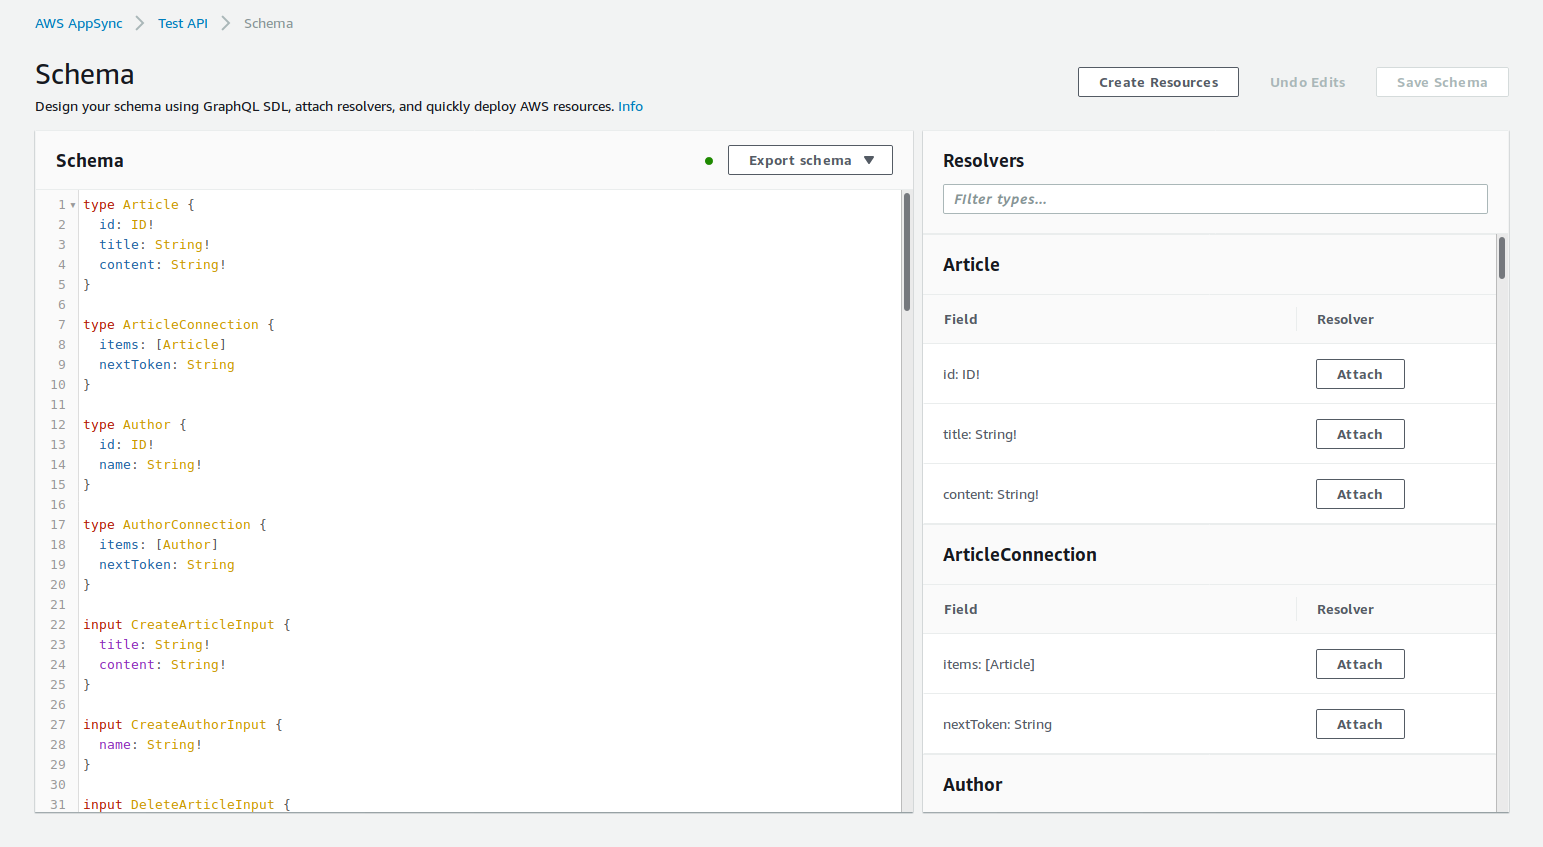 AWS AppSync > Test API > Schema
Schema
Create Resources Undo Edits Save Schema
Design your schema using GraphQL SDL, attach resolvers, and quickly deploy AWS resources. Info
Schema
Export schema ▼
1 type Article {
2   id: ID!
3   title: String!
4   content: String!
5 }
6
7 type ArticleConnection {
8   items: [Article]
9   nextToken: String
10 }
11
12 type Author {
13   id: ID!
14   name: String!
15 }
16
17 type AuthorConnection {
18   items: [Author]
19   nextToken: String
20 }
21
22 input CreateArticleInput {
23   title: String!
24   content: String!
25 }
26
27 input CreateAuthorInput {
28   name: String!
29 }
30
31 input DeleteArticleInput {
Resolvers
Filter types...
Article
Field Resolver
id: ID! Attach
title: String! Attach
content: String! Attach
ArticleConnection
Field Resolver
items: [Article] Attach
nextToken: String Attach
Author